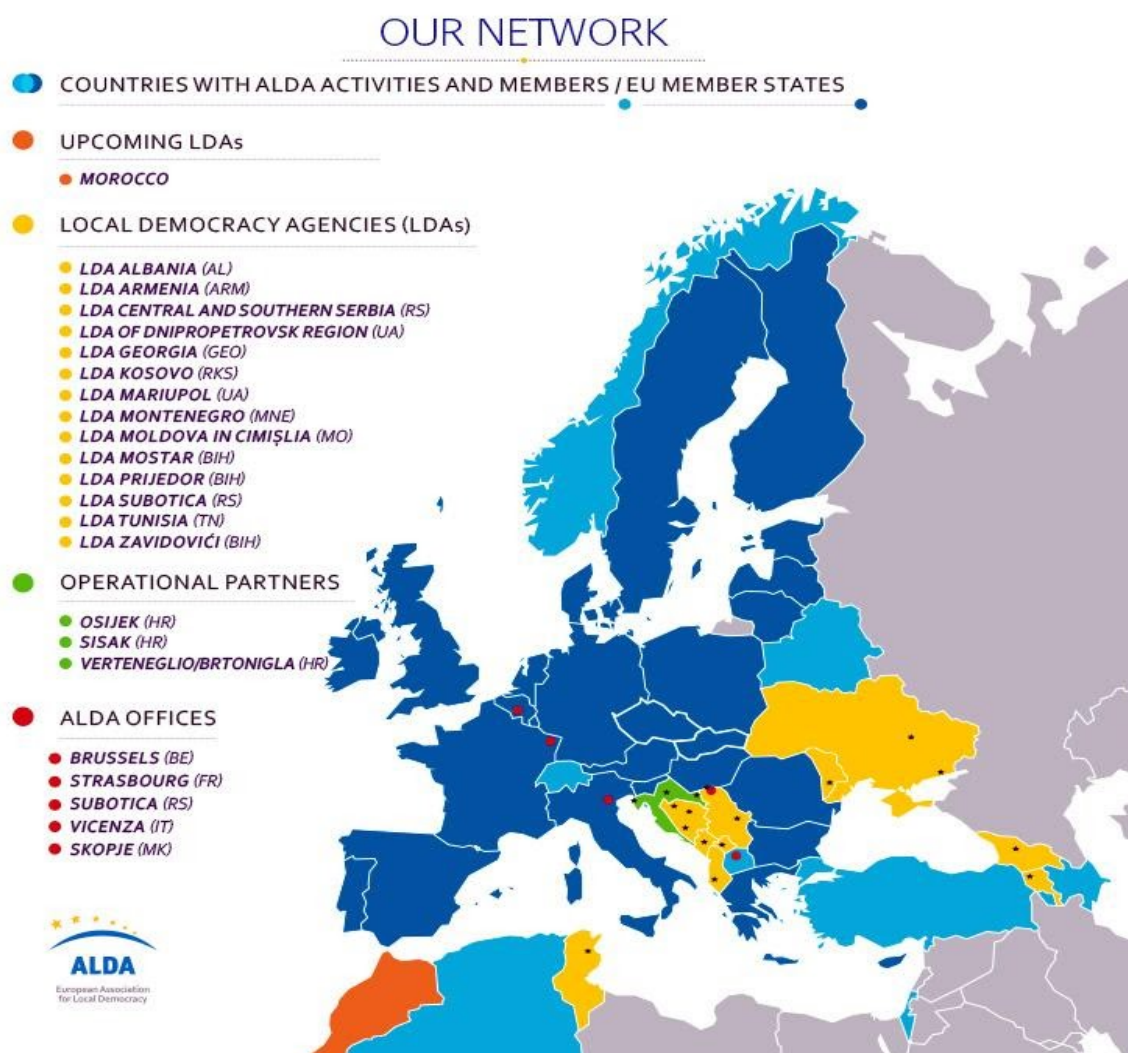 OUR NETWORK
COUNTRIES WITH ALDA ACTIVITIES AND MEMBERS / EU MEMBER STATES
UPCOMING LDAs
MOROCCO
LOCAL DEMOCRACY AGENCIES (LDAs)
LDA ALBANIA (AL)
LDA ARMENIA (ARM)
LDA CENTRAL AND SOUTHERN SERBIA (RS)
LDA OF DNIPROPETROVSK REGION (UA)
LDA GEORGIA (GEO)
LDA KOSOVO (RKS)
LDA MARIUPOL (UA)
LDA MONTENEGRO (MNE)
LDA MOLDOVA IN CIMIȘLIA (MO)
LDA MOSTAR (BIH)
LDA PRIJEDOR (BIH)
LDA SUBOTICA (RS)
LDA TUNISIA (TN)
LDA ZAVIDOVIĆI (BIH)
OPERATIONAL PARTNERS
OSIJEK (HR)
SISAK (HR)
VERTENEGLIO/BRTONIGLA (HR)
ALDA OFFICES
BRUSSELS (BE)
STRASBOURG (FR)
SUBOTICA (RS)
VICENZA (IT)
SKOPJE (MK)
ALDA
European Association
for Local Democracy